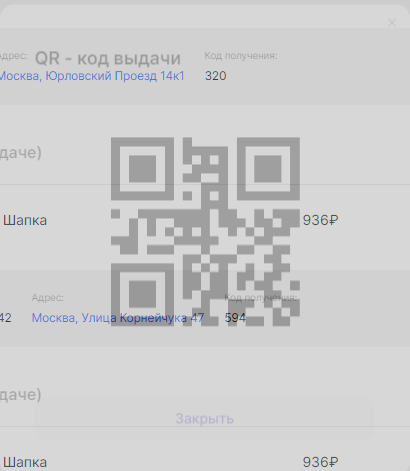 Адрес:
QR - код выдачи
Код получения:
Москва, Юрловский Проезд 14к1
320
даче)
Шапка
936₽
Адрес:
Код получения:
42
Москва, Улица Корнейчука 47
594
даче)
Закрыть
Шапка
936₽